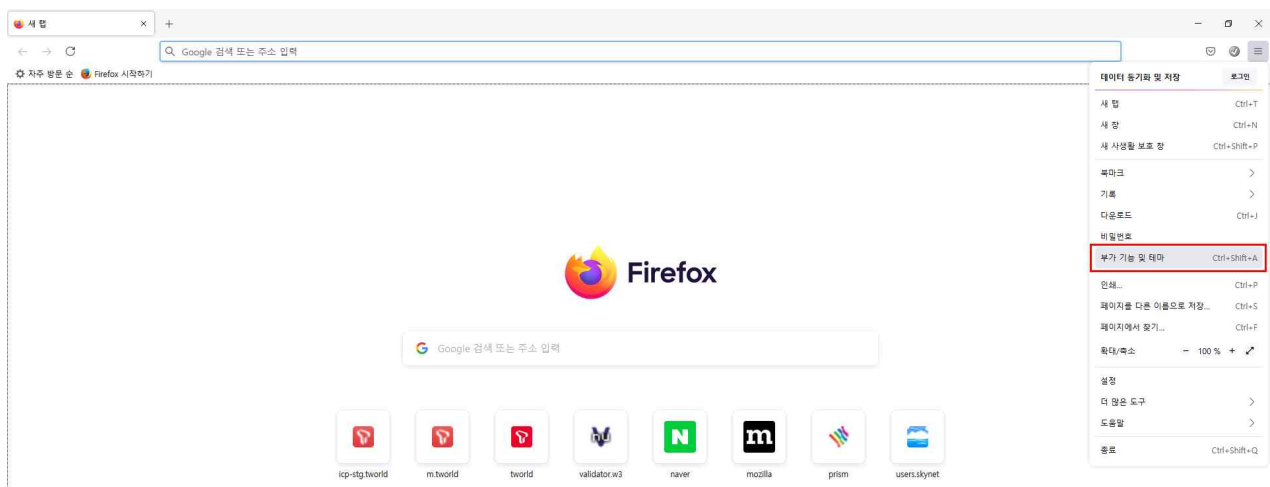 새 탭
Google 검색 또는 주소 입력
자주 방문 순 Firefox 시작하기
데이터 동기화 및 저장 로그인
새 탭 Ctrl+T
새 창 Ctrl+N
새 사생활 보호 창 Ctrl+Shift+P
북마크
기록
다운로드 Ctrl+J
비밀번호
부가 기능 및 테마 Ctrl+Shift+A
인쇄... Ctrl+P
페이지를 다른 이름으로 저장... Ctrl+S
페이지에서 찾기... Ctrl+F
확대/축소 − 100 % +
설정
더 많은 도구
도움말
종료 Ctrl+Shift+Q
Firefox
Google 검색 또는 주소 입력
N m
icp-stg.tworld m.tworld tworld validator.w3 naver mozilla prism users.skynet